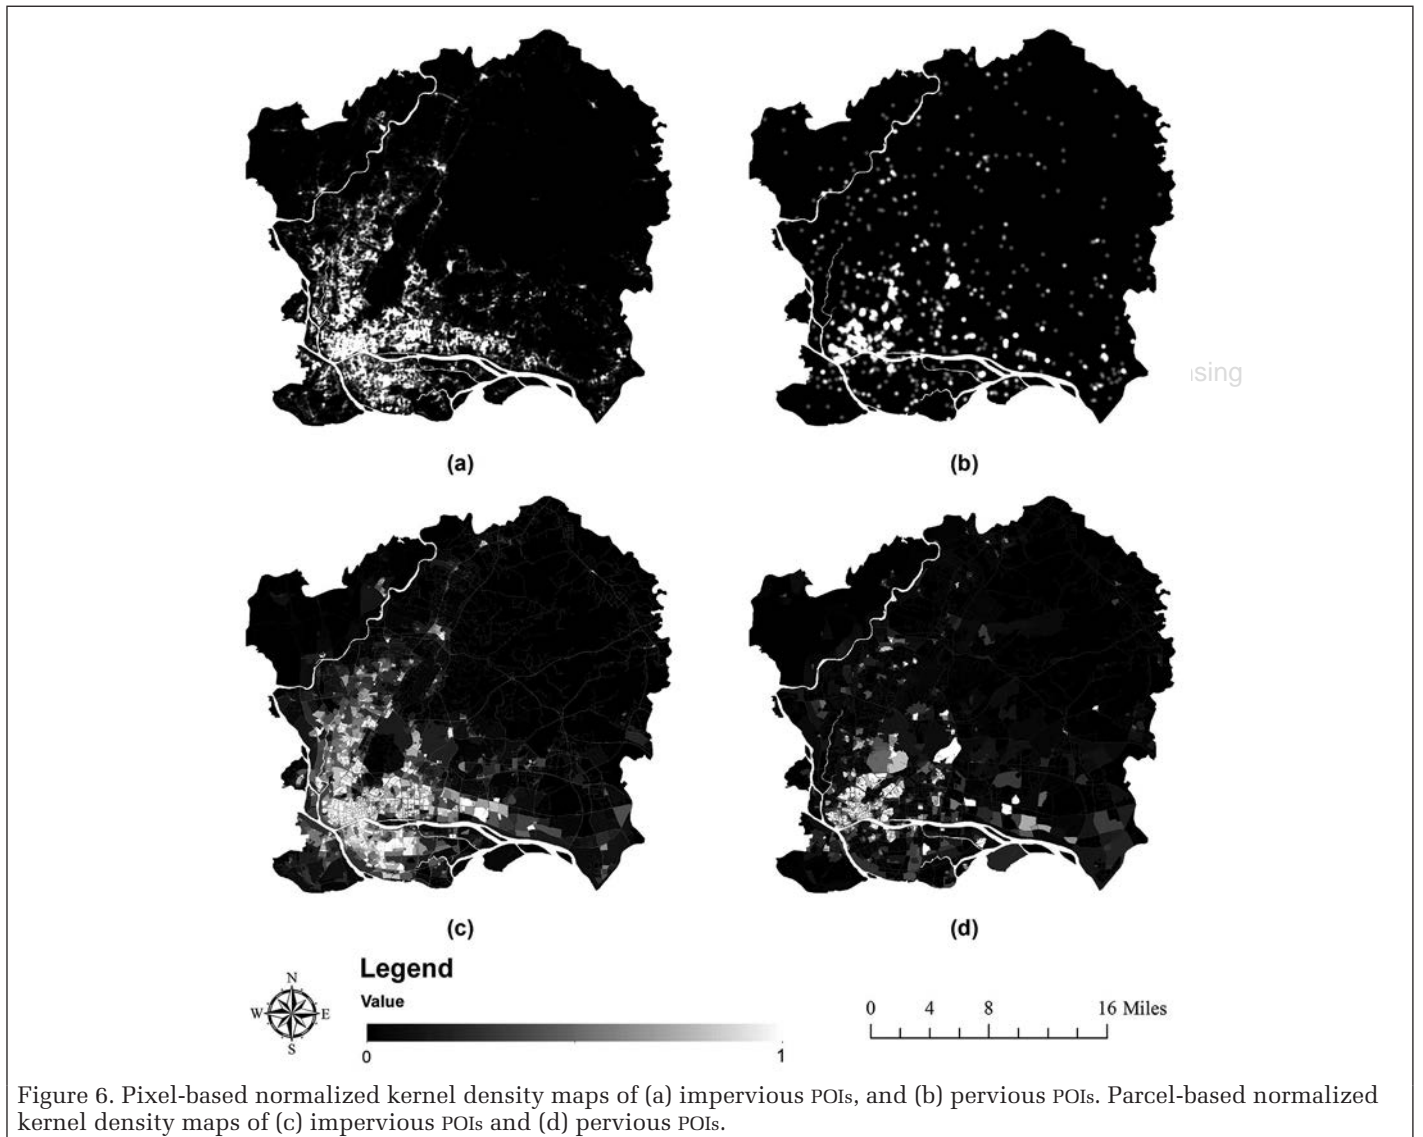 ısing
(a)
(b)
(c)
(d)
Legend
Value
0
1
N
W
E
S
0 4 8 16 Miles
Figure 6. Pixel-based normalized kernel density maps of (a) impervious POIs, and (b) pervious POIs. Parcel-based normalized
kernel density maps of (c) impervious POIs and (d) pervious POIs.